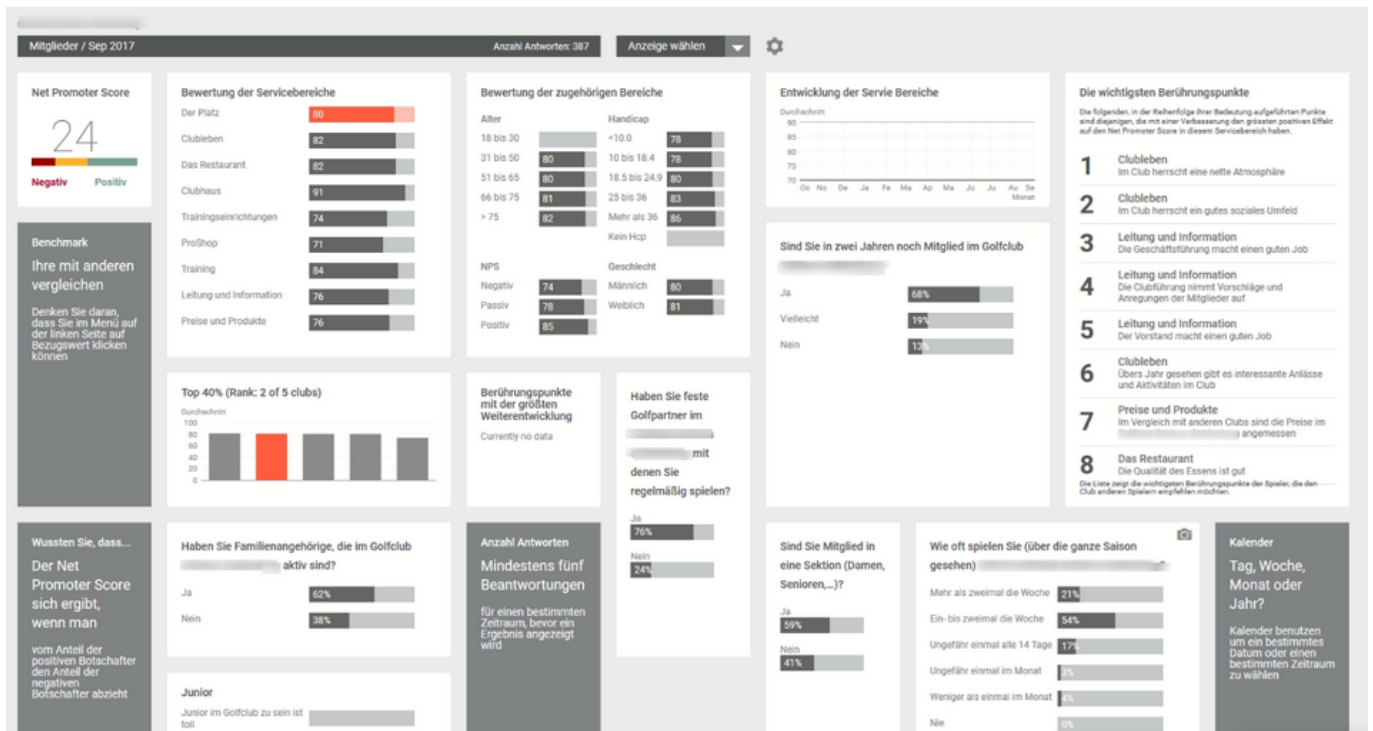 Mitglieder / Sep 2017
Anzahl Antworten: 387
Anzeige wählen
Net Promoter Score
24
Negativ Positiv
Bewertung der Servicebereiche
Der Platz 80
Clubleben 82
Das Restaurant 82
Clubhaus 91
Trainingseinrichtungen 74
ProShop 71
Training 84
Leitung und Information 76
Preise und Produkte 76
Bewertung der zugehörigen Bereiche
Alter
18 bis 30
31 bis 50 80
51 bis 65 80
66 bis 75 81
> 75 82
Handicap
<10.0 78
10 bis 18.4 78
18.5 bis 24.9 80
25 bis 36 83
Mehr als 36 86
Kein Hcp
NPS
Negativ 74
Passiv 78
Positiv 85
Geschlecht
Männlich 80
Weiblich 81
Entwicklung der Servie Bereiche
Durchschnitt
90
85
80
75
70
Oc No De Ja Fe Ma Ap Ma Ju Ju Au Se
Monat
Die wichtigsten Berührungspunkte
Die folgenden, in der Reihenfolge ihrer Bedeutung aufgeführten Punkte
sind diejenigen, die mit einer Verbesserung den grössten positiven Effekt
auf den Net Promoter Score in diesem Servicebereich haben.
1 Clubleben
Im Club herrscht eine nette Atmosphäre
2 Clubleben
Im Club herrscht ein gutes soziales Umfeld
3 Leitung und Information
Die Geschäftsführung macht einen guten Job
4 Leitung und Information
Die Clubführung nimmt Vorschläge und
Anregungen der Mitglieder auf
5 Leitung und Information
Der Vorstand macht einen guten Job
6 Clubleben
Übers Jahr gesehen gibt es interessante Anlässe
und Aktivitäten im Club
7 Preise und Produkte
Im Vergleich mit anderen Clubs sind die Preise im
angemessen
8 Das Restaurant
Die Qualität des Essens ist gut
Die Liste zeigt die wichtigsten Berührungspunkte der Spieler, die den
Club anderen Spielern empfehlen möchten.
Benchmark
Ihre mit anderen
vergleichen
Denken Sie daran,
dass Sie im Menü auf
der linken Seite auf
Bezugswert klicken
können
Sind Sie in zwei Jahren noch Mitglied im Golfclub
Ja 68%
Vielleicht 19%
Nein 13%
Top 40% (Rank: 2 of 5 clubs)
Durchschnitt
100
80
60
40
20
0
Berührungspunkte
mit der größten
Weiterentwicklung
Currently no data
Haben Sie feste
Golfpartner im
mit
denen Sie
regelmäßig spielen?
Ja
76%
Nein
24%
Wussten Sie, dass...
Der Net
Promoter Score
sich ergibt,
wenn man
vom Anteil der
positiven Botschafter
den Anteil der
negativen
Botschafter abzieht
Haben Sie Familienangehörige, die im Golfclub
aktiv sind?
Ja 62%
Nein 38%
Junior
Junior im Golfclub zu sein ist
toll
Anzahl Antworten
Mindestens fünf
Beantwortungen
für einen bestimmten
Zeitraum, bevor ein
Ergebnis angezeigt
wird
Sind Sie Mitglied in
eine Sektion (Damen,
Senioren,...)?
Ja
59%
Nein
41%
Wie oft spielen Sie (über die ganze Saison
gesehen)
Mehr als zweimal die Woche 21%
Ein- bis zweimal die Woche 54%
Ungefähr einmal alle 14 Tage 17%
Ungefähr einmal im Monat 3%
Weniger als einmal im Monat 4%
Nie 0%
Kalender
Tag, Woche,
Monat oder
Jahr?
Kalender benutzen
um ein bestimmtes
Datum oder einen
bestimmten Zeitraum
zu wählen